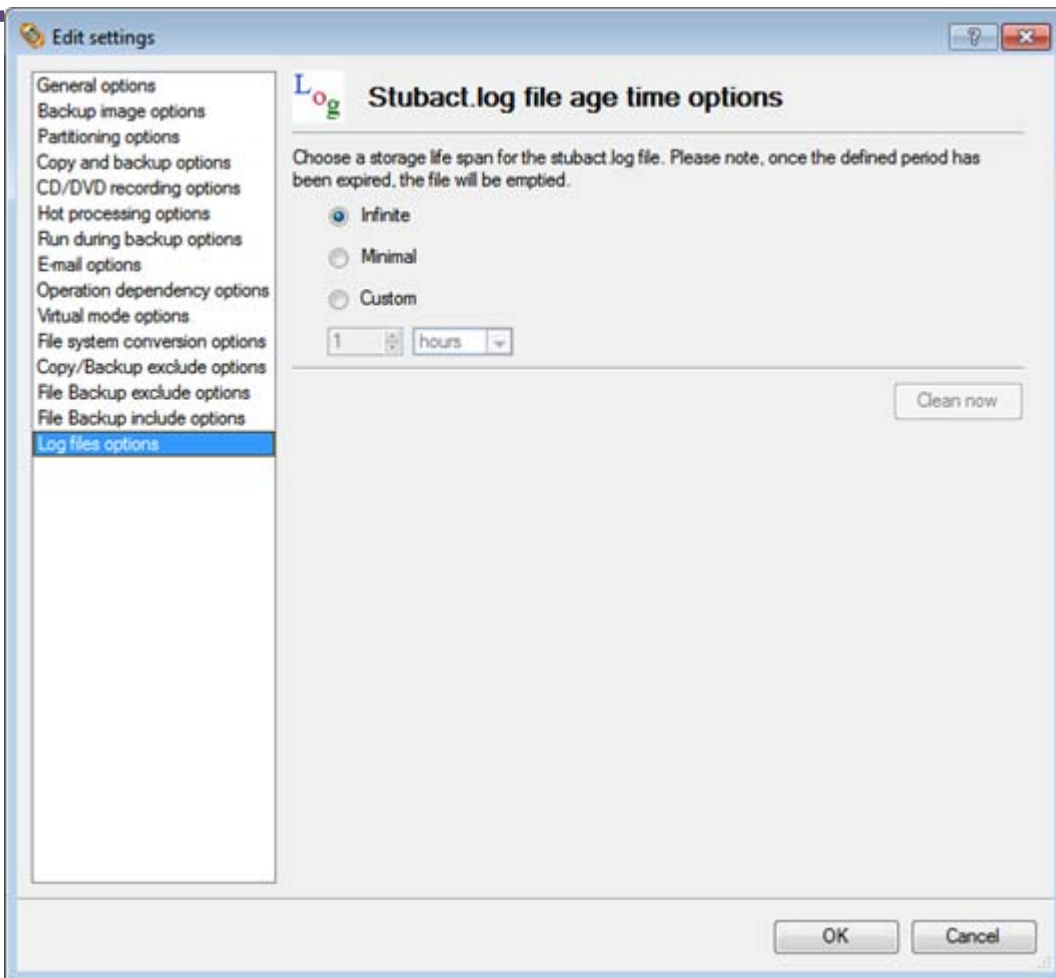 Edit settings
General options
Backup image options
Partitioning options
Copy and backup options
CD/DVD recording options
Hot processing options
Run during backup options
E-mail options
Operation dependency options
Virtual mode options
File system conversion options
Copy/Backup exclude options
File Backup exclude options
File Backup include options
Log files options
Log
Stubact.log file age time options
Choose a storage life span for the stubact.log file. Please note, once the defined period has
been expired, the file will be emptied.
Infinite
Minimal
Custom
1 hours
Clean now
OK Cancel